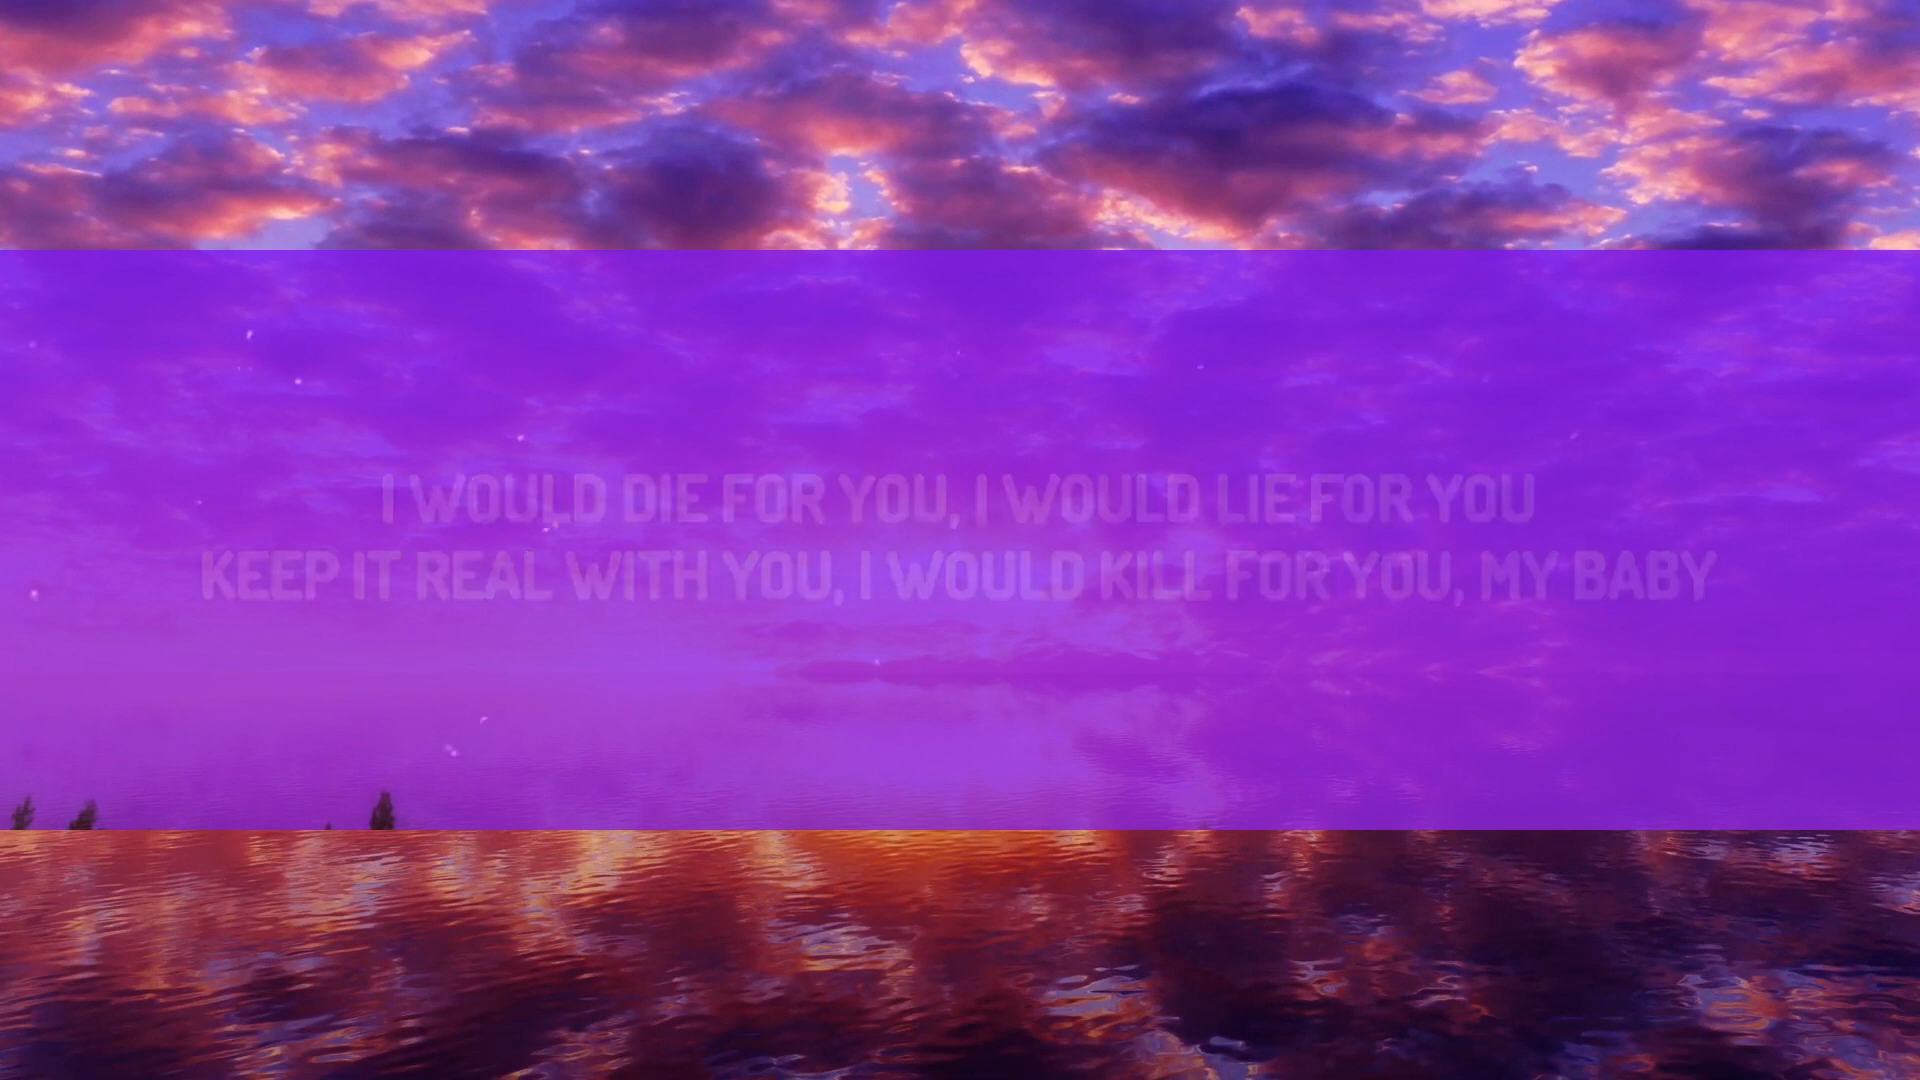 I WOULD DIE FOR YOU, I WOULD LIE FOR YOU
KEEP IT REAL WITH YOU, I WOULD KILL FOR YOU, MY BABY